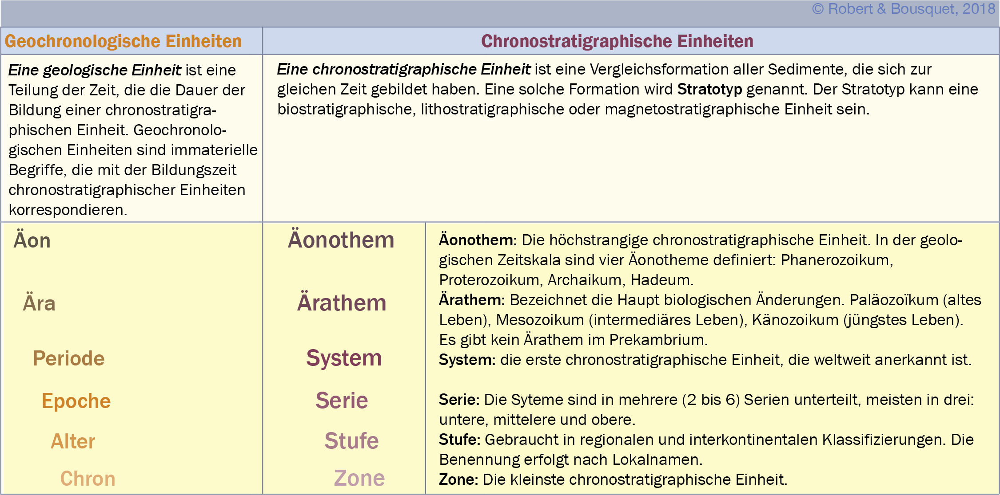 © Robert & Bousquet, 2018
Geochronologische Einheiten
Chronostratigraphische Einheiten
Eine geologische Einheit ist eine
Teilung der Zeit, die die Dauer der
Bildung einer chronostratigra-
phischen Einheit. Geochronolo-
gischen Einheiten sind immaterielle
Begriffe, die mit der Bildungszeit
chronostratigraphischer Einheiten
korrespondieren.
Eine chronostratigraphische Einheit ist eine Vergleichsformation aller Sedimente, die sich zur
gleichen Zeit gebildet haben. Eine solche Formation wird Stratotyp genannt. Der Stratotyp kann eine
biostratigraphische, lithostratigraphische oder magnetostratigraphische Einheit sein.
Äon
Ära
Periode
Epoche
Alter
Chron
Äonothem
Ärathem
System
Serie
Stufe
Zone
Äonothem: Die höchstrangige chronostratigraphische Einheit. In der geolo-
gischen Zeitskala sind vier Äonotheme definiert: Phanerozoikum,
Proterozoikum, Archaikum, Hadeum.
Ärathem: Bezeichnet die Haupt biologischen Änderungen. Paläozoïkum (altes
Leben), Mesozoikum (intermediäres Leben), Känozoikum (jüngstes Leben).
Es gibt kein Ärathem im Prekambrium.
System: die erste chronostratigraphische Einheit, die weltweit anerkannt ist.
Serie: Die Syteme sind in mehrere (2 bis 6) Serien unterteilt, meisten in drei:
untere, mittelere und obere.
Stufe: Gebraucht in regionalen und interkontinentalen Klassifizierungen. Die
Benennung erfolgt nach Lokalnamen.
Zone: Die kleinste chronostratigraphische Einheit.